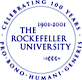 CELEBRATING 100 YEARS
1901-2001
THE
ROCKEFELLER
UNIVERSITY
PRO·BONO·HUMANI·GENERIS